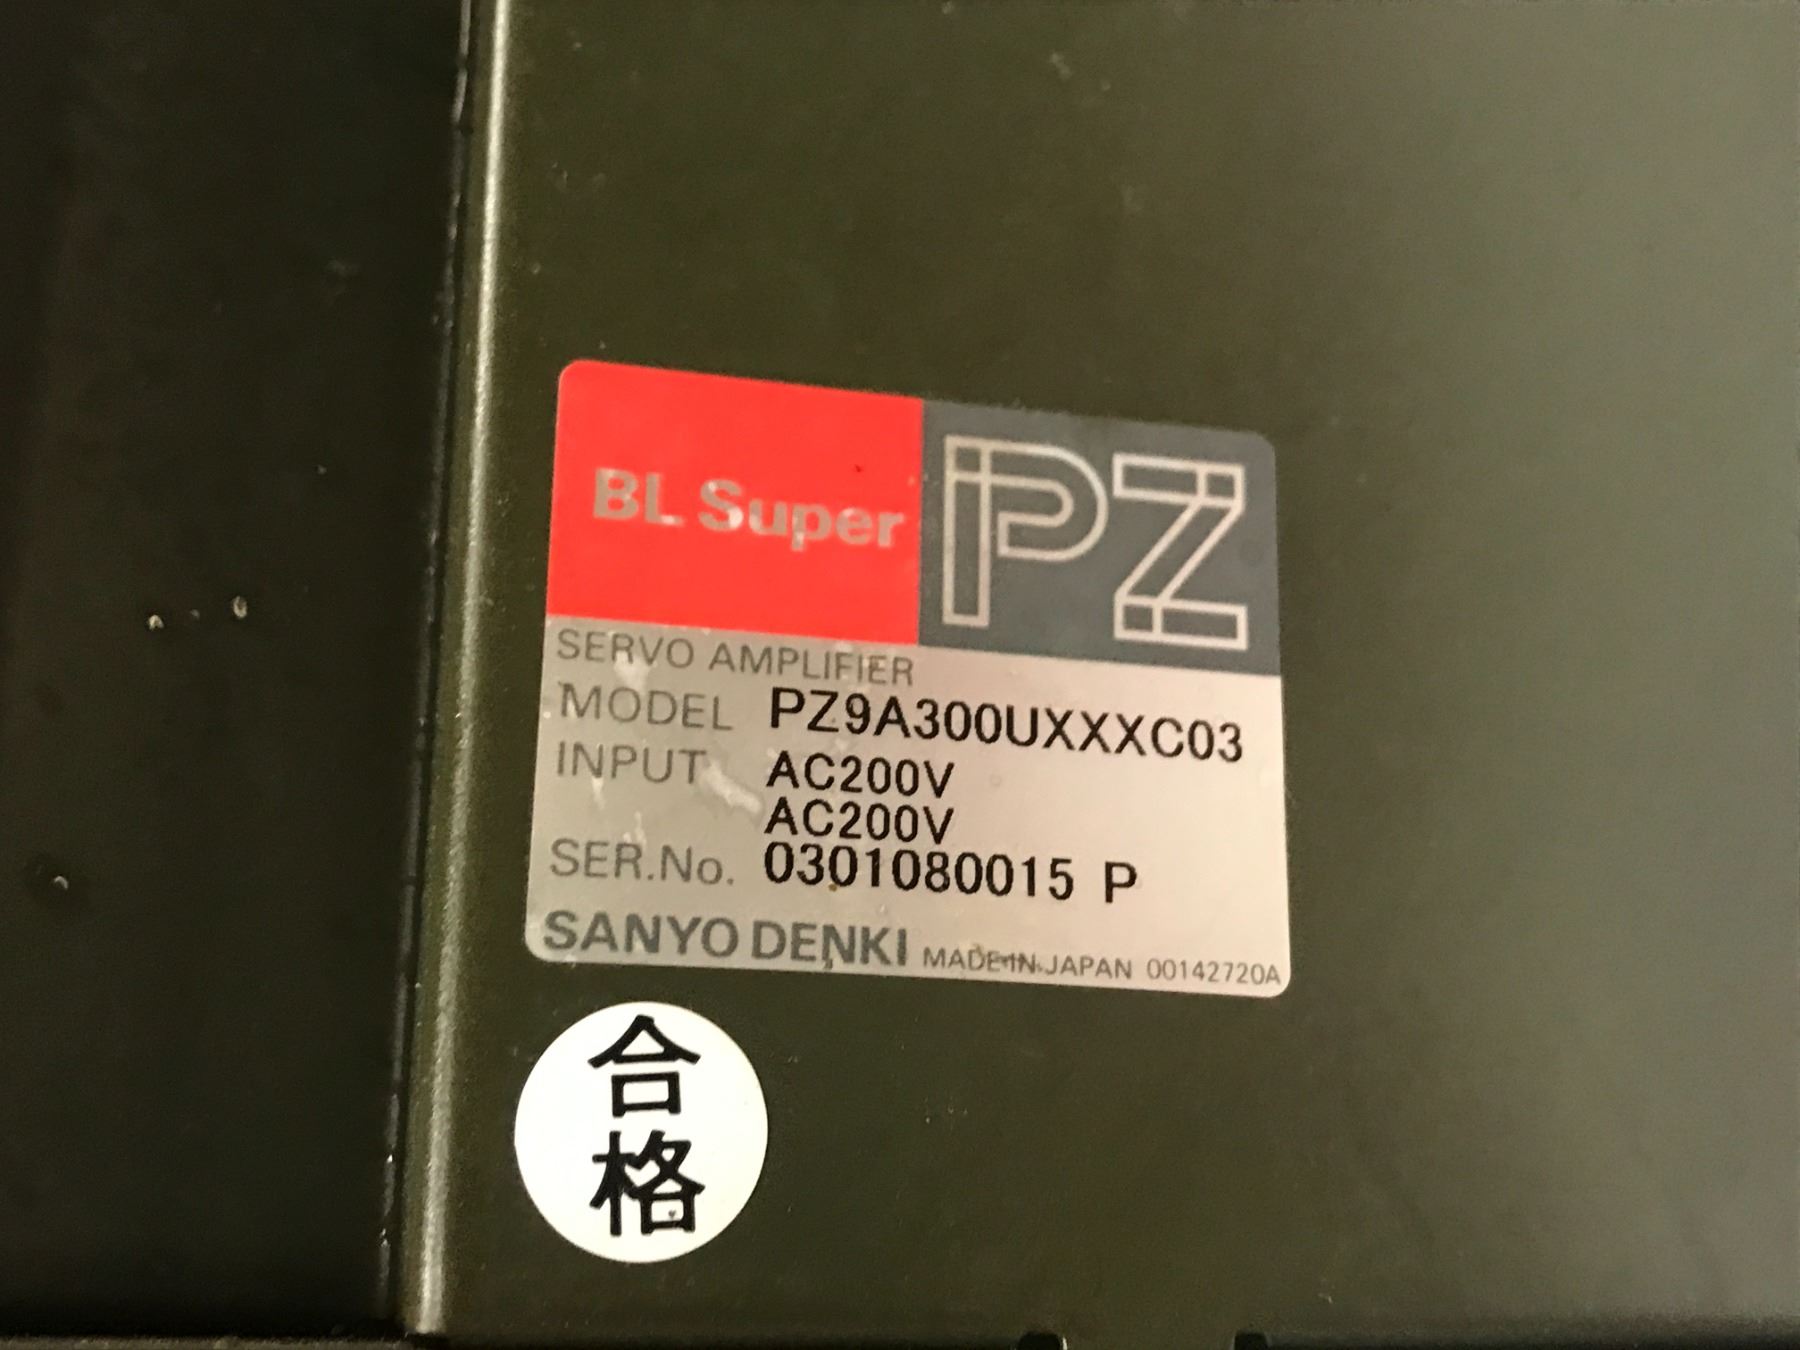 BL Super PZ
SERVO AMPLIFIER
MODEL PZ9A300UXXXC03
INPUT AC200V
AC200V
SER.No. 0301080015 P
SANYO DENKI MADE IN JAPAN 00142720A
合
格